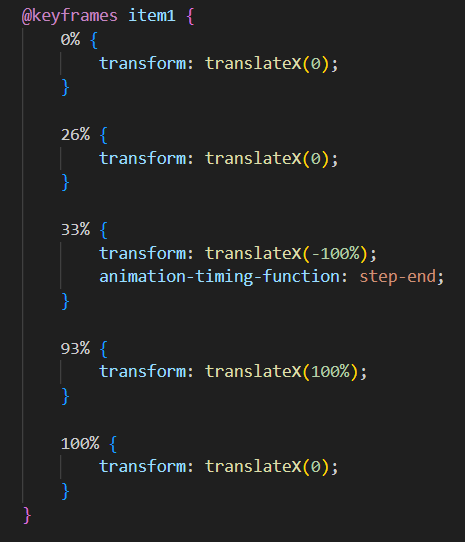 @keyframes item1 {
    0% {
        transform: translateX(0);
    }

    26% {
        transform: translateX(0);
    }

    33% {
        transform: translateX(-100%);
        animation-timing-function: step-end;
    }

    93% {
        transform: translateX(100%);
    }

    100% {
        transform: translateX(0);
    }
}